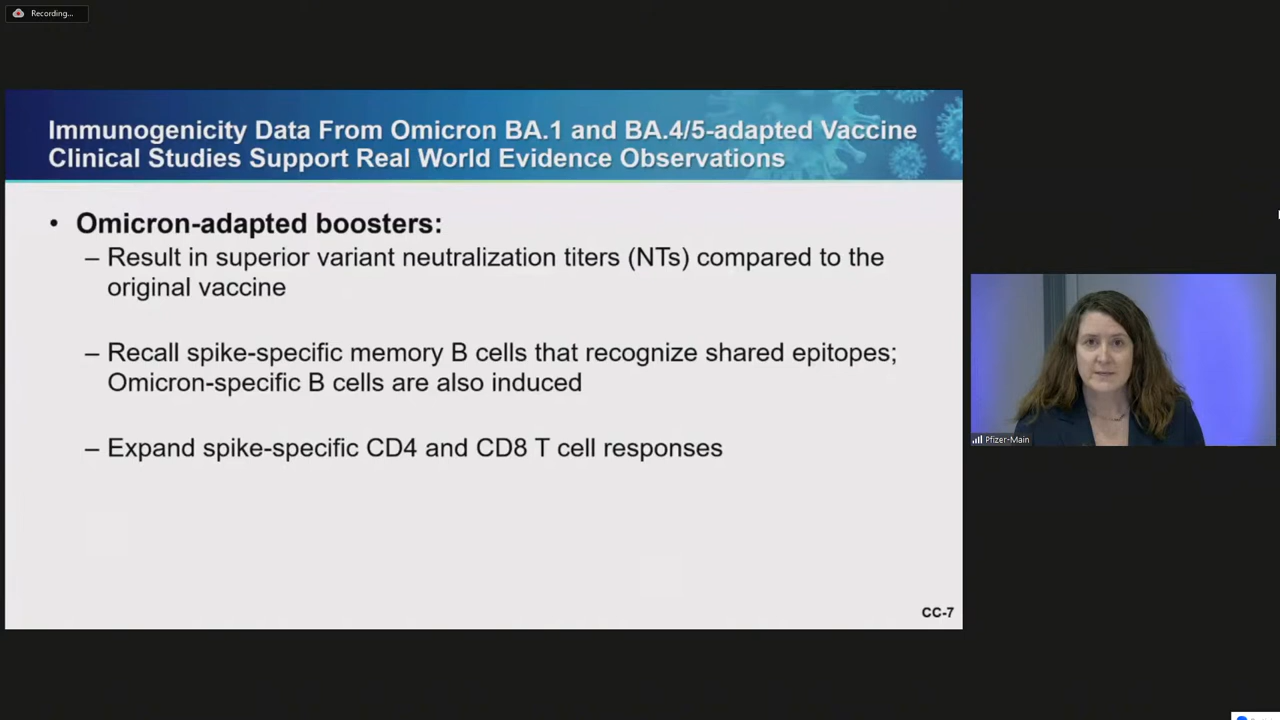 Recording...
Immunogenicity Data From Omicron BA.1 and BA.4/5-adapted Vaccine
Clinical Studies Support Real World Evidence Observations
• Omicron-adapted boosters:
– Result in superior variant neutralization titers (NTs) compared to the
original vaccine
– Recall spike-specific memory B cells that recognize shared epitopes;
Omicron-specific B cells are also induced
– Expand spike-specific CD4 and CD8 T cell responses
CC-7
Pfizer-Main